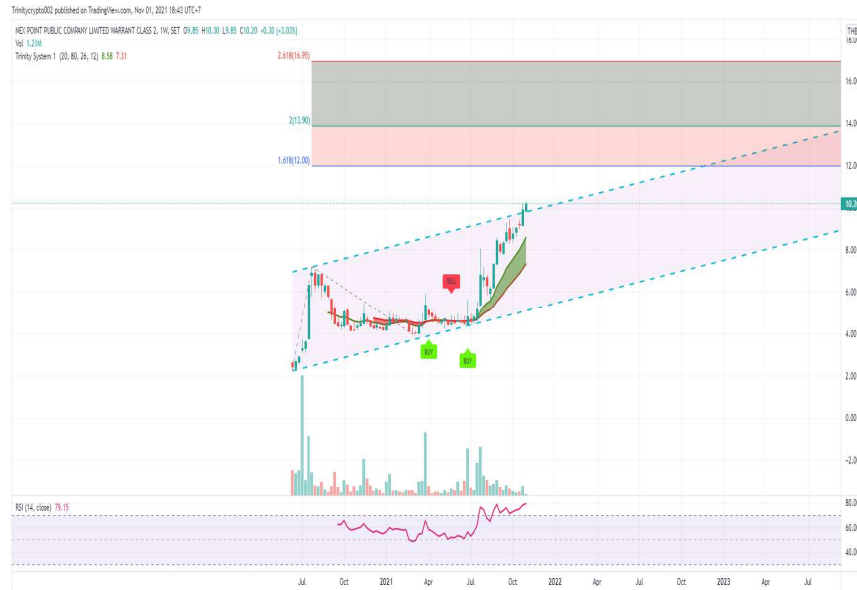 Trinitycrypto002 published on TradingView.com, Nov 01, 2021 18:43 UTC+7
NEX POINT PUBLIC COMPANY LIMITED WARRANT CLASS 2, 1W, SET O9.85 H10.30 L9.85 C10.20 +0.30 (+3.03%)
Vol 1.21M
Trinity System 1 (20, 80, 26, 12) 8.58 7.31
THB
18.00
2.618(16.95)
16.00
2(13.90)
14.00
1.618(12.00)
12.00
10.20
8.00
SELL
6.00
4.00
BUY
BUY
2.00
0.00
−2.00
RSI (14, close) 79.15
80.00
60.00
40.00
Jul Oct 2021 Apr Jul Oct 2022 Apr Jul Oct 2023 Apr Jul